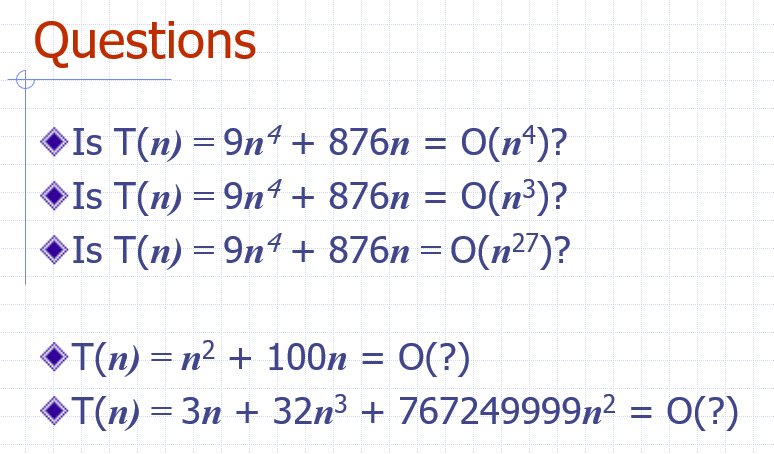 Questions
Is T(n) = 9n⁴ + 876n = O(n⁴)?
Is T(n) = 9n⁴ + 876n = O(n³)?
Is T(n) = 9n⁴ + 876n = O(n²⁷)?
T(n) = n² + 100n = O(?)
T(n) = 3n + 32n³ + 767249999n² = O(?)